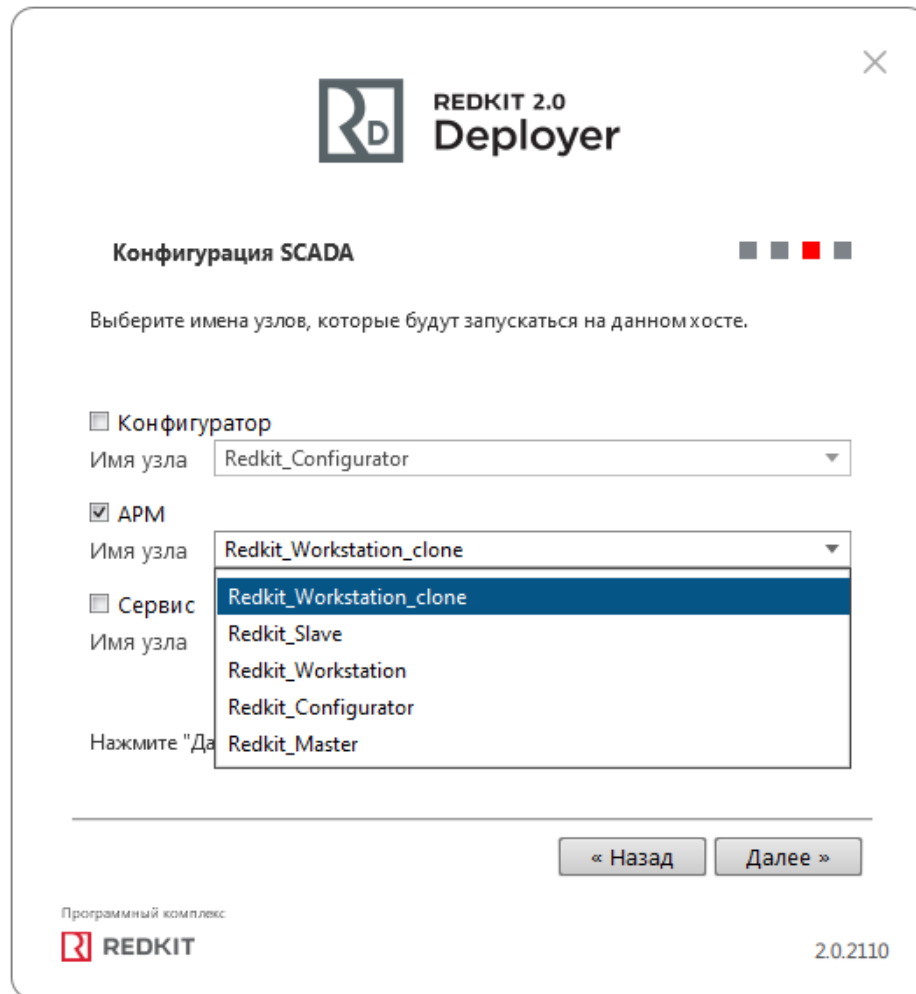 REDKIT 2.0
Deployer
Конфигурация SCADA
Выберите имена узлов, которые будут запускаться на данном хосте.
Конфигуратор
Имя узла Redkit_Configurator
АРМ
Имя узла Redkit_Workstation_clone
Redkit_Workstation_clone
Сервис
Redkit_Slave
Имя узла
Redkit_Workstation
Redkit_Configurator
Нажмите "Да
Redkit_Master
« Назад Далее »
Программный комплекс
REDKIT
2.0.2110